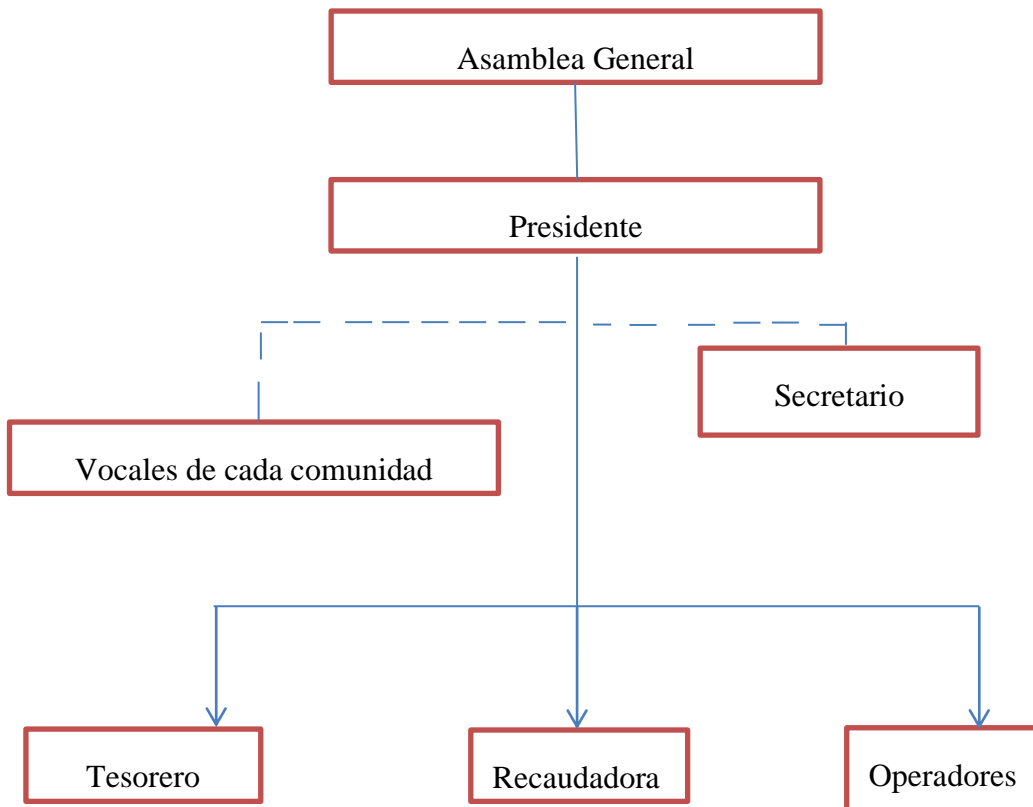 Asamblea General
Presidente
Secretario
Vocales de cada comunidad
Tesorero
Recaudadora
Operadores